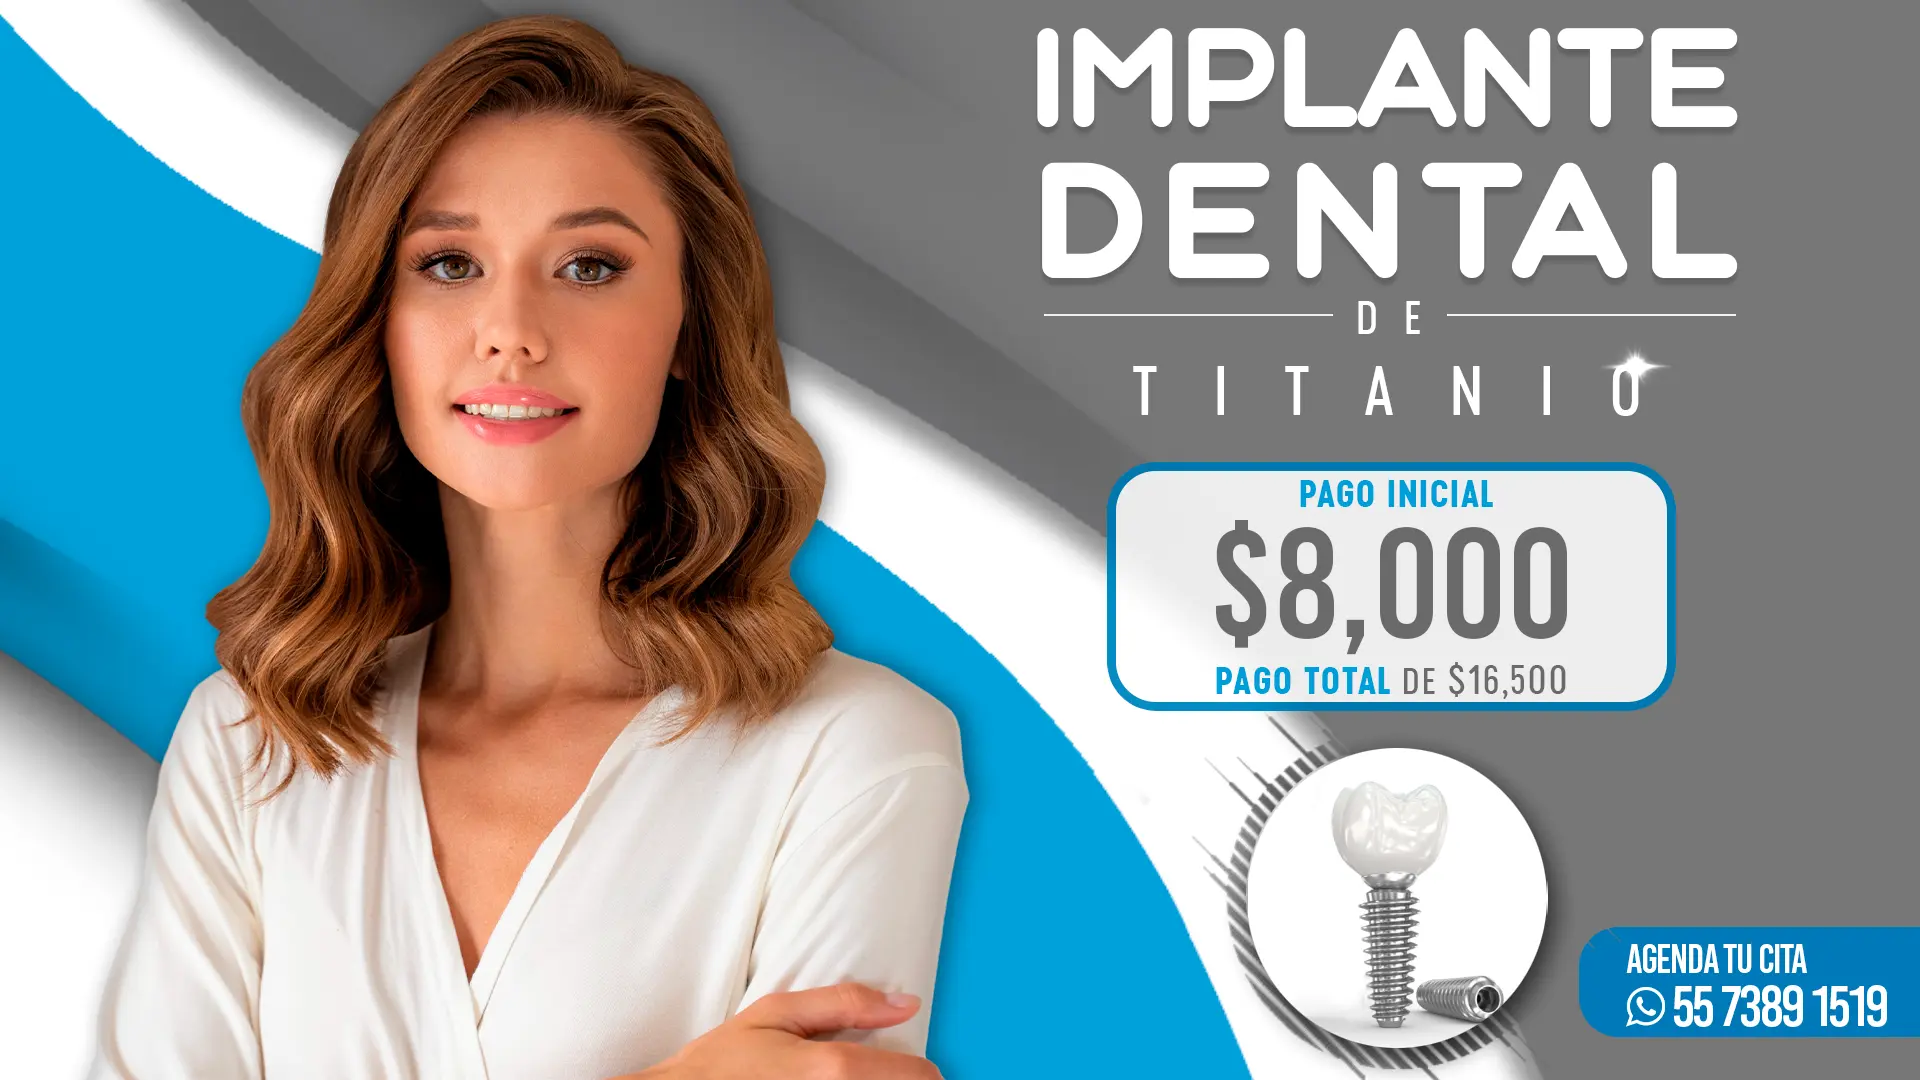 IMPLANTE
DENTAL
DE
TITANIO
PAGO INICIAL
$8,000
PAGO TOTAL DE $16,500
AGENDA TU CITA
55 7389 1519